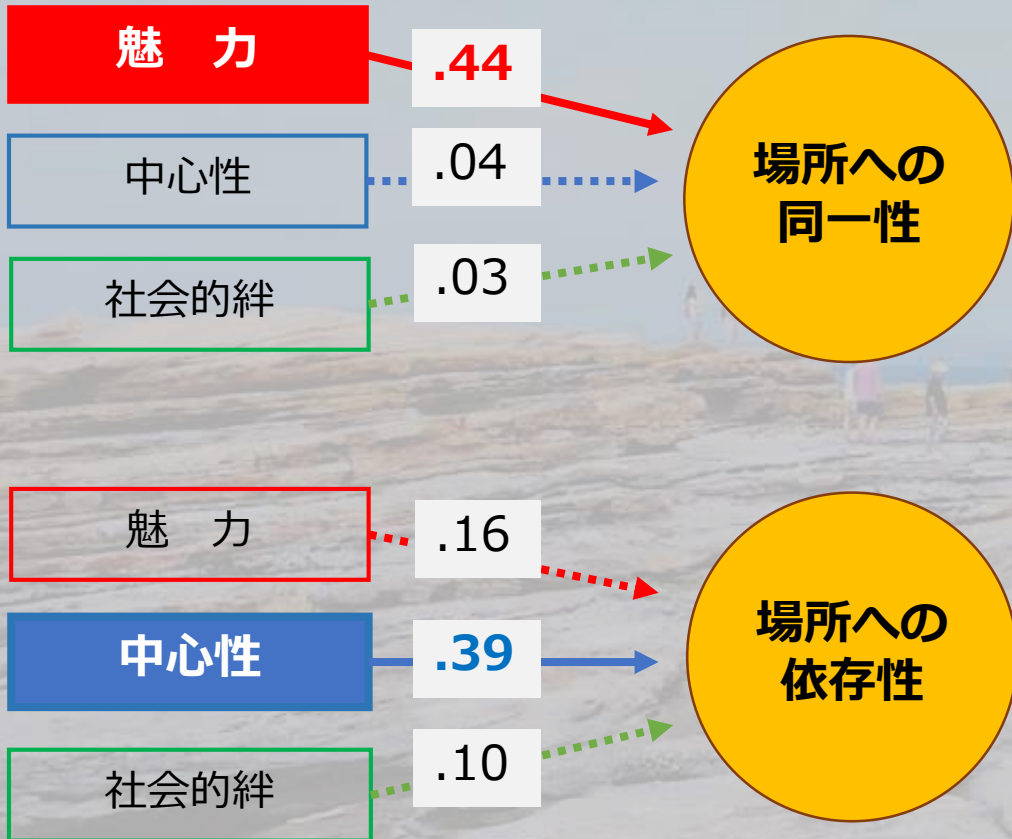 魅　力
.44
中心性
.04
社会的絆
.03
場所への
同一性
魅　力
.16
中心性
.39
社会的絆
.10
場所への
依存性